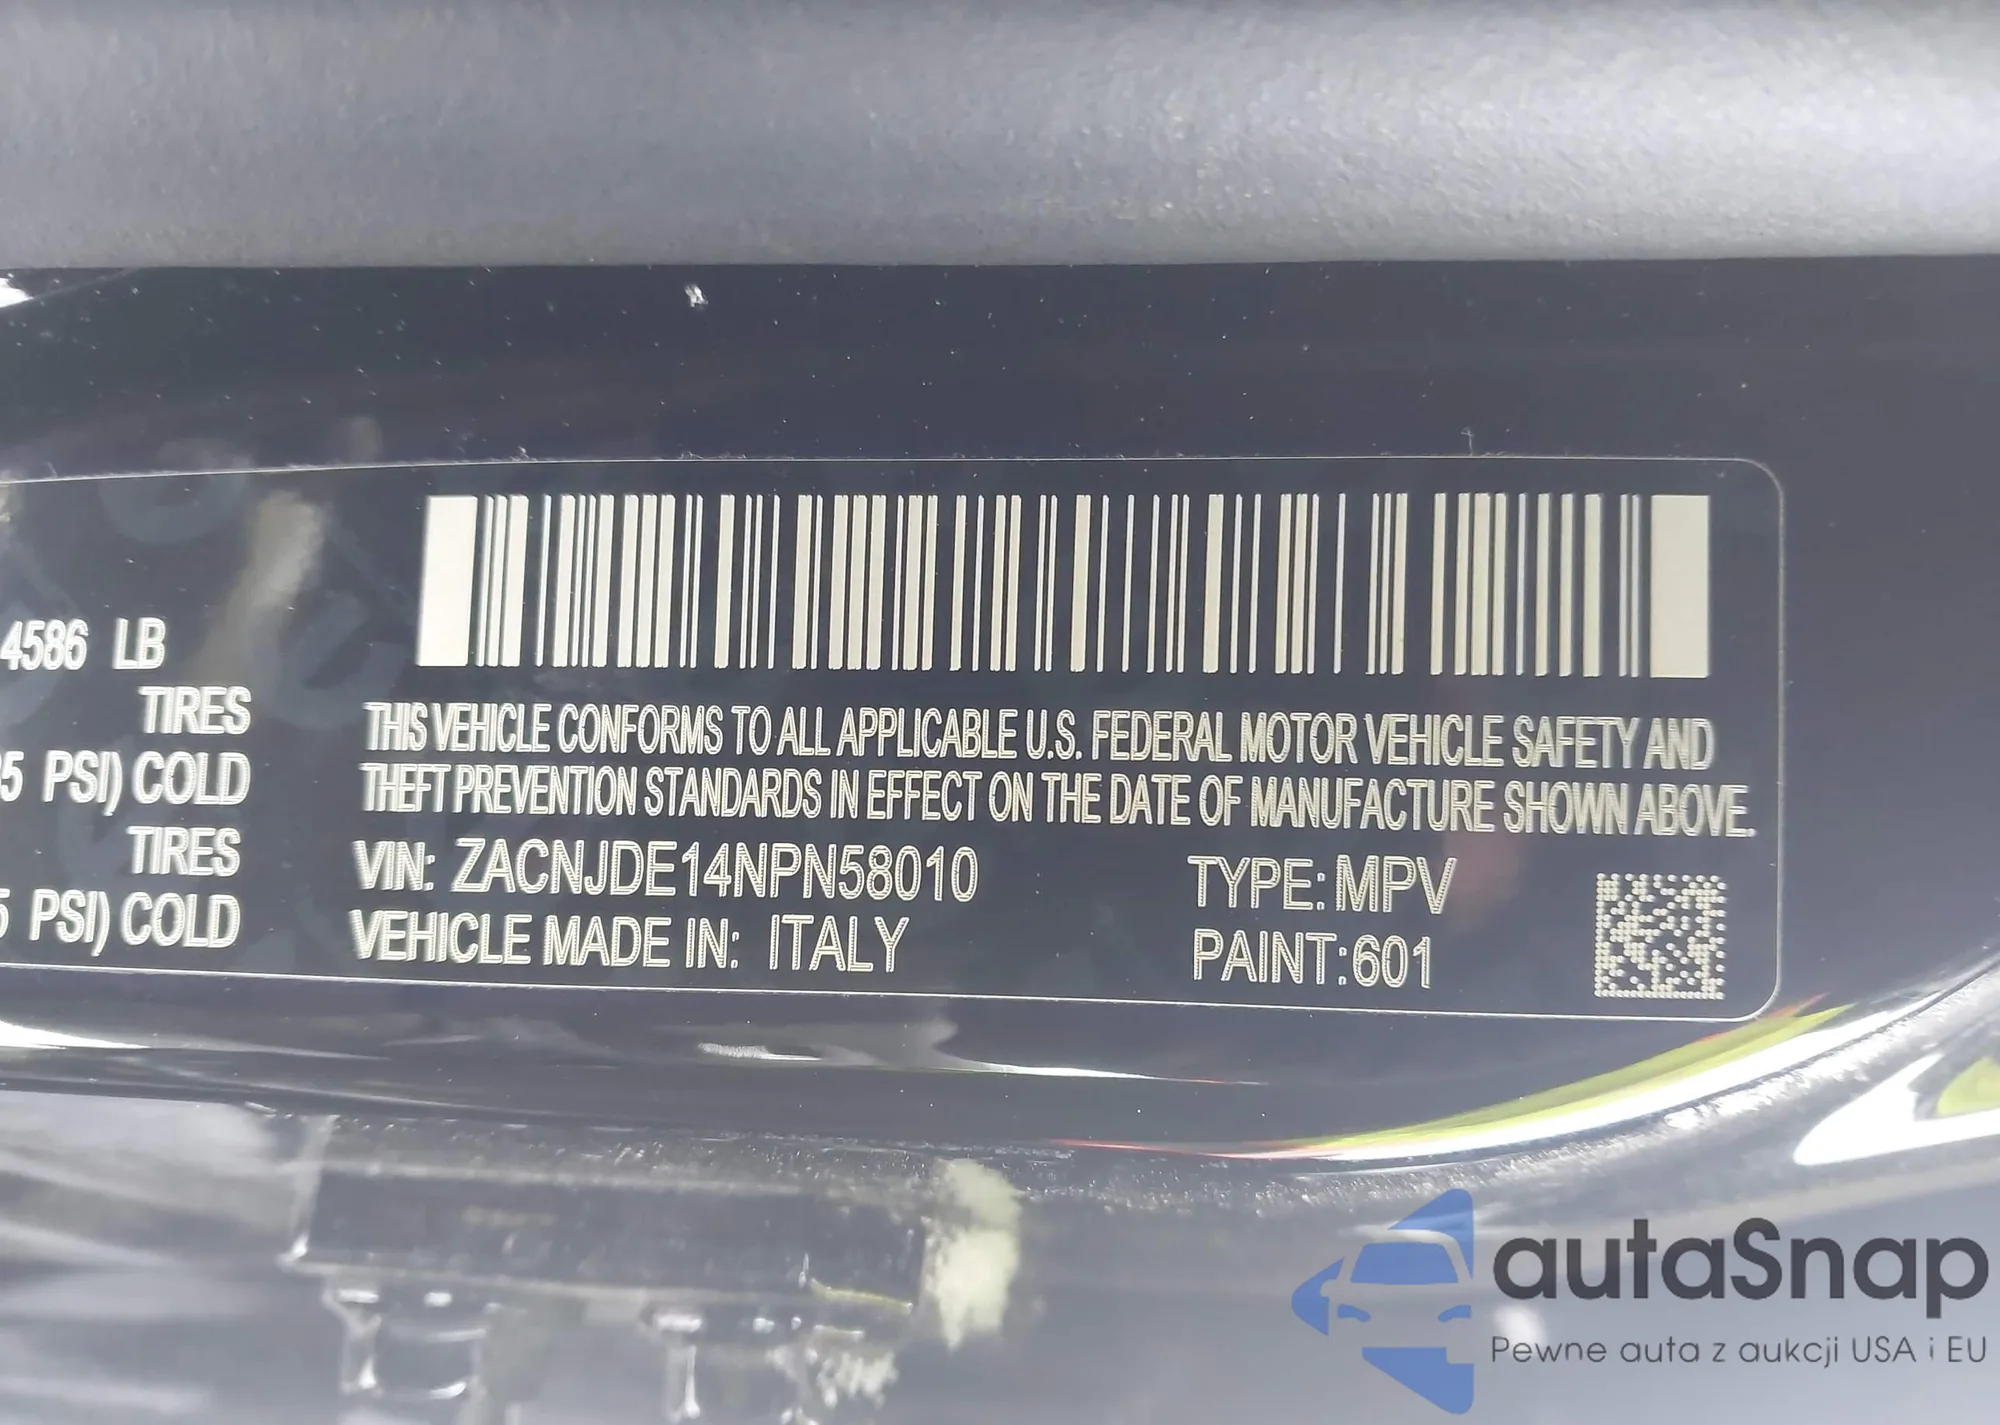 4586 LB
TIRES
5 PSI) COLD
TIRES
5 PSI) COLD
THIS VEHICLE CONFORMS TO ALL APPLICABLE U.S. FEDERAL MOTOR VEHICLE SAFETY AND
THEFT PREVENTION STANDARDS IN EFFECT ON THE DATE OF MANUFACTURE SHOWN ABOVE.
VIN: ZACNJDE14NPN58010
TYPE: MPV
VEHICLE MADE IN: ITALY
PAINT:601
autaSnap
Pewne auta z aukcji USA i EU